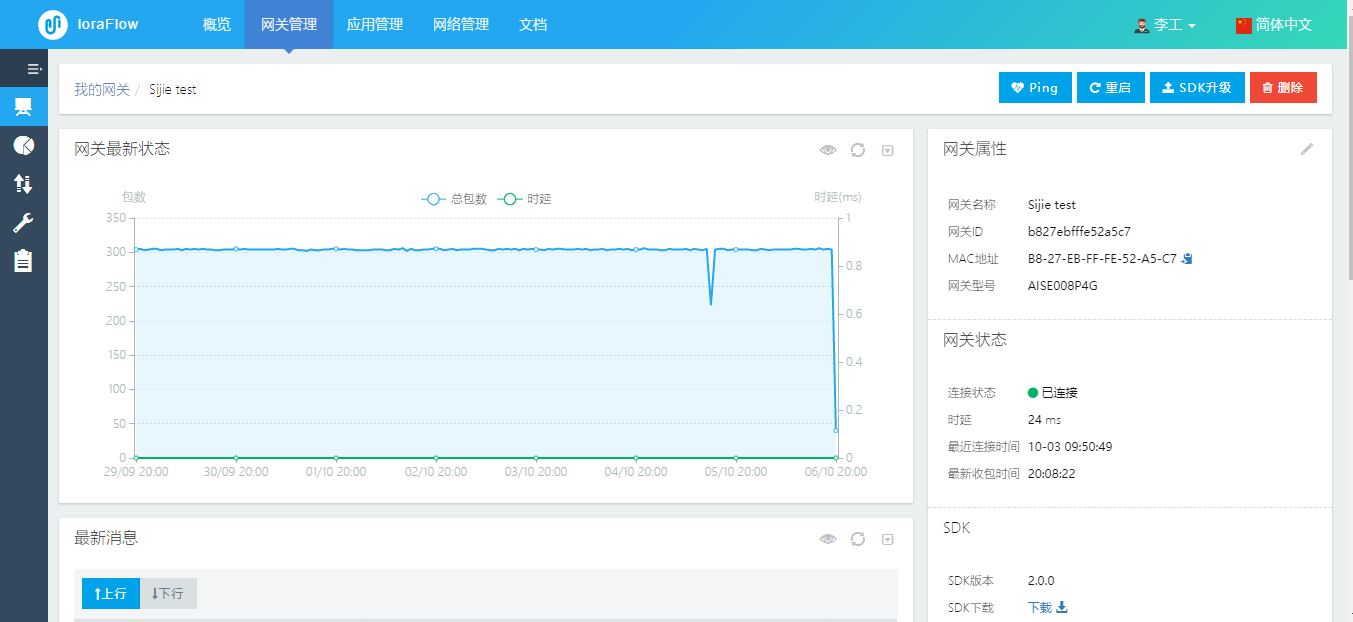 loraFlow 概览 网关管理 应用管理 网络管理 文档 李工 简体中文
我的网关 / Sijie test Ping 重启 SDK升级 删除
网关最新状态
包数 总包数 时延 时延(ms)
350 1
300
250 0.8
200 0.6
150 0.4
100
50 0.2
0 0
29/09 20:00 30/09 20:00 01/10 20:00 02/10 20:00 03/10 20:00 04/10 20:00 05/10 20:00 06/10 20:00
最新消息
上行 下行
网关属性
网关名称 Sijie test
网关ID b827ebfffe52a5c7
MAC地址 B8-27-EB-FF-FE-52-A5-C7
网关型号 AISE008P4G
网关状态
连接状态 已连接
时延 24 ms
最近连接时间 10-03 09:50:49
最新收包时间 20:08:22
SDK
SDK版本 2.0.0
SDK下载 下载